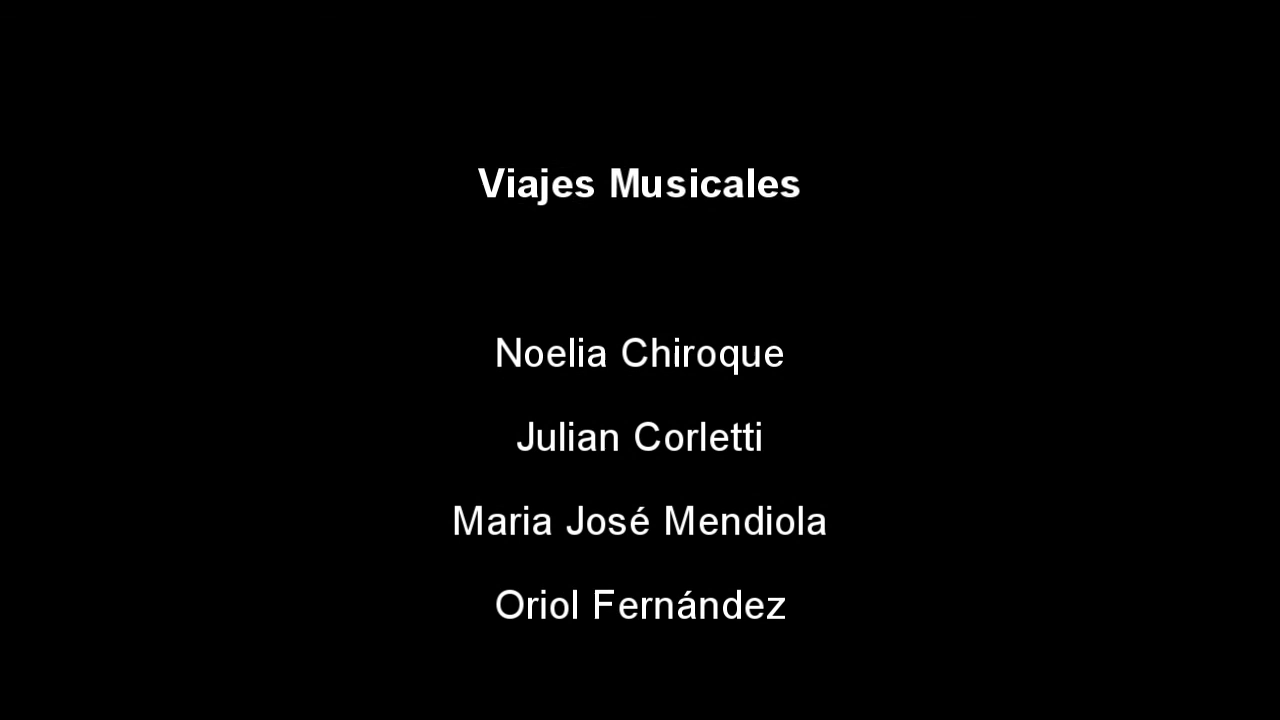 Viajes Musicales
Noelia Chiroque
Julian Corletti
Maria José Mendiola
Oriol Fernández